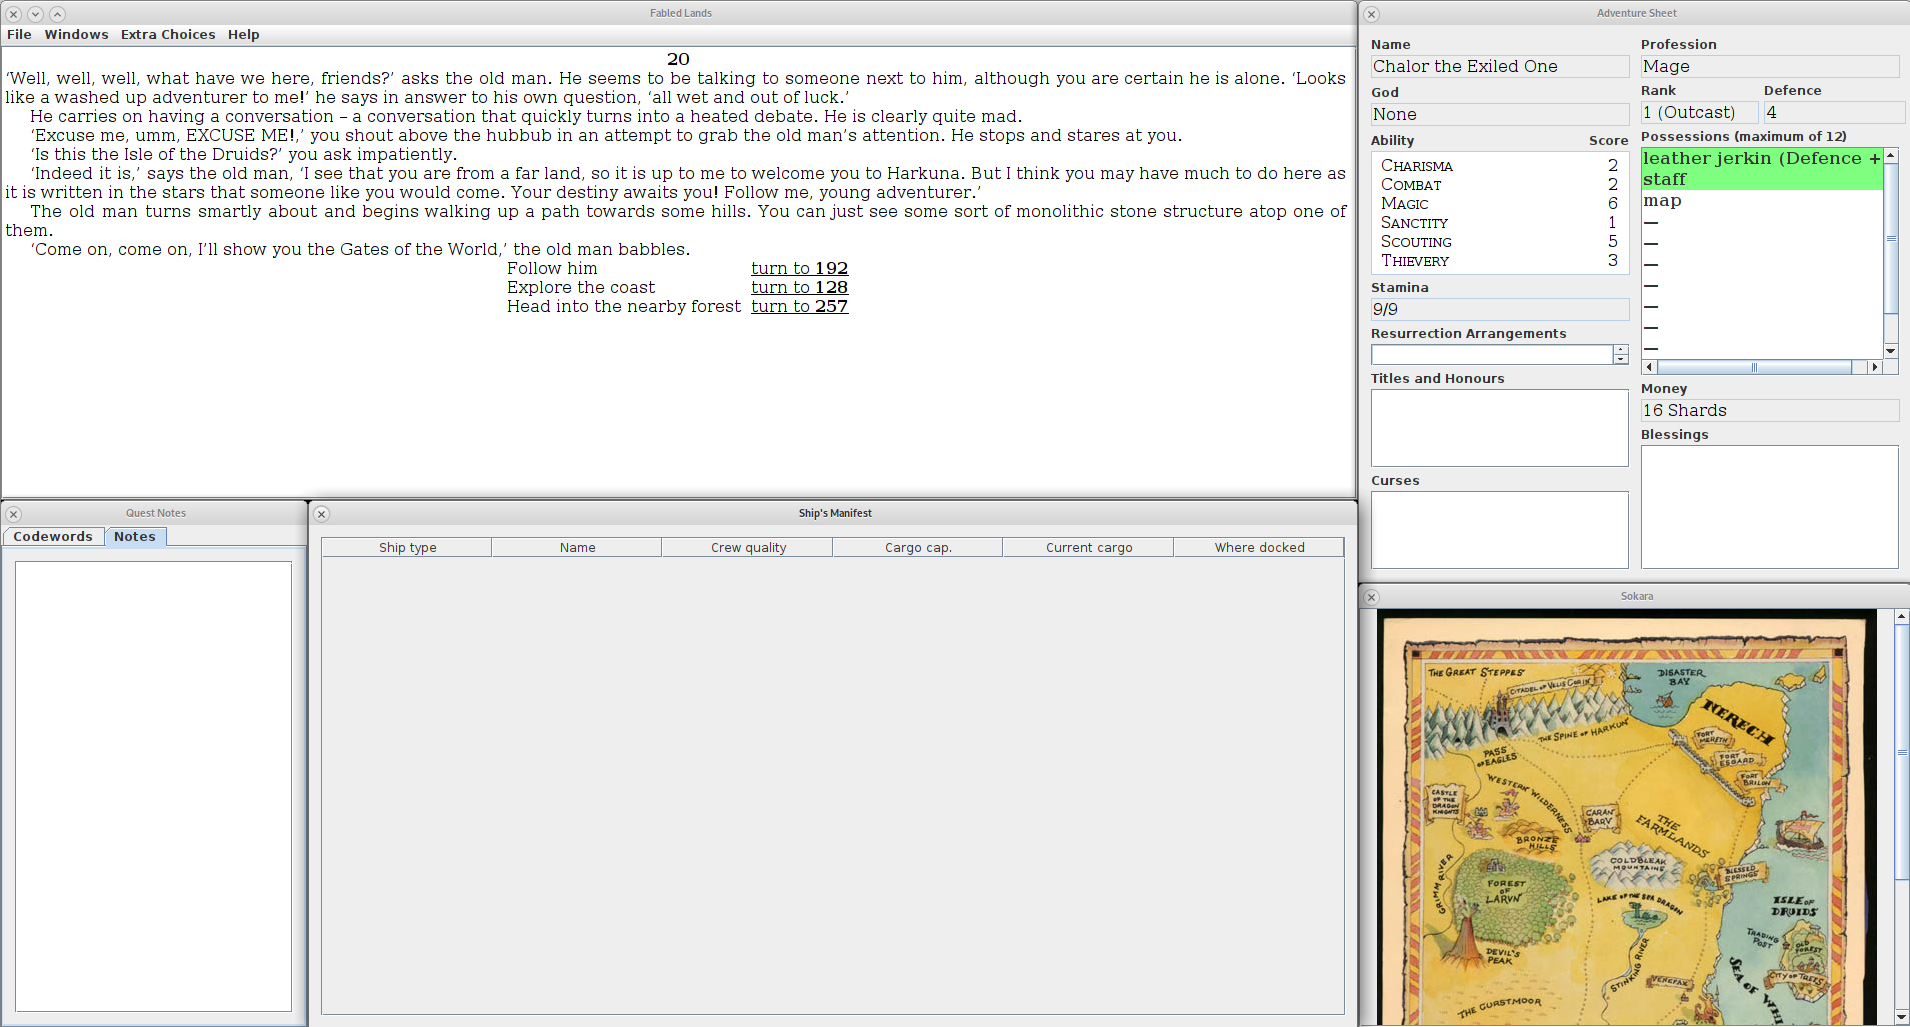 Fabled Lands
File Windows Extra Choices Help
20
‘Well, well, well, what have we here, friends?’ asks the old man. He seems to be talking to someone next to him, although you are certain he is alone. ‘Looks
like a washed up adventurer to me!’ he says in answer to his own question, ‘all wet and out of luck.’
He carries on having a conversation – a conversation that quickly turns into a heated debate. He is clearly quite mad.
‘Excuse me, umm, EXCUSE ME!,’ you shout above the hubbub in an attempt to grab the old man’s attention. He stops and stares at you.
‘Is this the Isle of the Druids?’ you ask impatiently.
‘Indeed it is,’ says the old man, ‘I see that you are from a far land, so it is up to me to welcome you to Harkuna. But I think you may have much to do here as
it is written in the stars that someone like you would come. Your destiny awaits you! Follow me, young adventurer.’
The old man turns smartly about and begins walking up a path towards some hills. You can just see some sort of monolithic stone structure atop one of
them.
‘Come on, come on, I’ll show you the Gates of the World,’ the old man babbles.
Follow him turn to 192
Explore the coast turn to 128
Head into the nearby forest turn to 257
Adventure Sheet
Name
Chalor the Exiled One
Profession
Mage
God
None
Rank
1 (Outcast)
Defence
4
Ability Score
CHARISMA 2
COMBAT 2
MAGIC 6
SANCTITY 1
SCOUTING 5
THIEVERY 3
Possessions (maximum of 12)
leather jerkin (Defence +
staff
map
—
—
—
—
—
—
—
Stamina
9/9
Resurrection Arrangements
Titles and Honours
Curses
Money
16 Shards
Blessings
Quest Notes
Codewords Notes
Ship's Manifest
Ship type Name Crew quality Cargo cap. Current cargo Where docked
Sokara
THE GREAT STEPPES
CITADEL OF VELIS CORIN
DISASTER
BAY
NERECH
THE SPINE OF HARKUN
PASS
OF EAGLES
FORT
MERETH
FORT
ESGARD
FORT
BRILON
WESTERN WILDERNESS
CASTLE
OF THE
DRAGON
KNIGHTS
CARAN
BARU
THE
FARMLANDS
BRONZE
HILLS
COLDBLEAK
MOUNTAINS
BLESSED
SPRINGS
GRIMM RIVER
FOREST
OF
LARUN
LAKE OF THE SEA DRAGON
ISLE OF
DRUIDS
TRADING
POST
OLD
FOREST
CITY OF TREES
DEVIL'S
PEAK
STINKING RIVER
VENEFAX
SEA OF WHI
THE CURSTMOOR